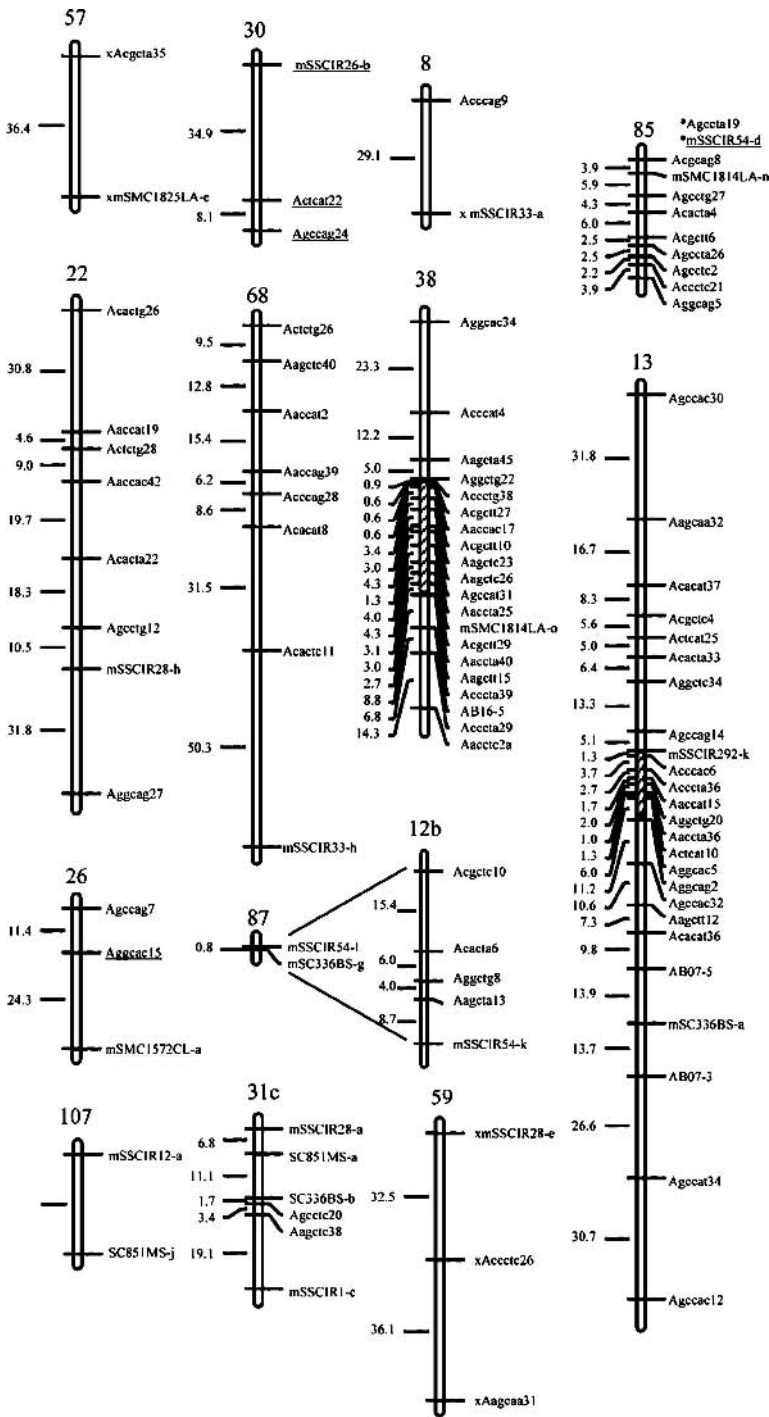 57
xAcgcta35
36.4
xmSMC1825LA-c
30
mSSCIR26-b
34.9
Actcat22
8.1
Agccag24
8
Acccag9
29.1
x mSSCIR33-a
85
*Agccta19
*mSSCIR54-d
Acgcag8
3.9
mSMC1814LA-n
5.9
Agcctg27
4.3
Acacta4
6.0
Acgctt6
2.5
Agccta26
2.5
Agcctc2
2.2
Accctc21
3.9
Aggcag5
22
Acactg26
30.8
Aaccat19
4.6
Actctg28
9.0
Aaccac42
19.7
Acacta22
18.3
Agcctg12
10.5
mSSCIR28-h
31.8
Aggcag27
68
Actctg26
9.5
Aagctc40
12.8
Aaccat2
15.4
Aaccag39
6.2
Acccag28
8.6
Acacat8
31.5
Acactc11
50.3
mSSCIR33-h
38
Aggcac34
23.3
Acccat4
12.2
Aagcta45
5.0
Aggctg22
0.9
Accctg38
0.6
Acgctt27
0.6
Aaccac17
0.6
Acgctt10
3.4
Aagctc23
3.0
Aagctc26
4.3
Agccat31
1.3
Aaccta25
4.0
mSMC1814LA-o
4.3
Acgctt29
3.1
Aaccta40
3.0
Aagctt15
2.7
Acccta39
8.8
AB16-5
6.8
Acccta29
14.3
Aacctc2a
13
Agccac30
31.8
Aagcaa32
16.7
Acacat37
8.3
Acgctc4
5.6
Actcat25
5.0
Acacta33
6.4
Aggctc34
13.3
Agccag14
5.1
mSSCIR292-k
1.3
Acccac6
3.7
Acccta36
2.7
Aaccat15
1.7
Aggctg20
2.0
Aaccta36
1.0
Actcat10
1.3
Aggcac5
6.0
Aggcag2
11.2
Agccac32
10.6
Aagctt12
7.3
Acacat36
9.8
AB07-5
13.9
mSC336BS-a
13.7
AB07-3
26.6
Agccat34
30.7
Agccac12
26
Agccag7
11.4
Aggcac15
24.3
mSMC1572CL-a
87
0.8
mSSCIR54-l
mSC336BS-g
12b
Acgctc10
15.4
Acacta6
6.0
Aggctg8
4.0
Aagcta13
8.7
mSSCIR54-k
107
mSSCIR12-a
SC851MS-j
31c
mSSCIR28-a
6.8
SC851MS-a
11.1
SC336BS-b
1.7
Agcctc20
3.4
Aagctc38
19.1
mSSCIR1-c
59
xmSSCIR28-e
32.5
xAccctc26
36.1
xAagcaa31